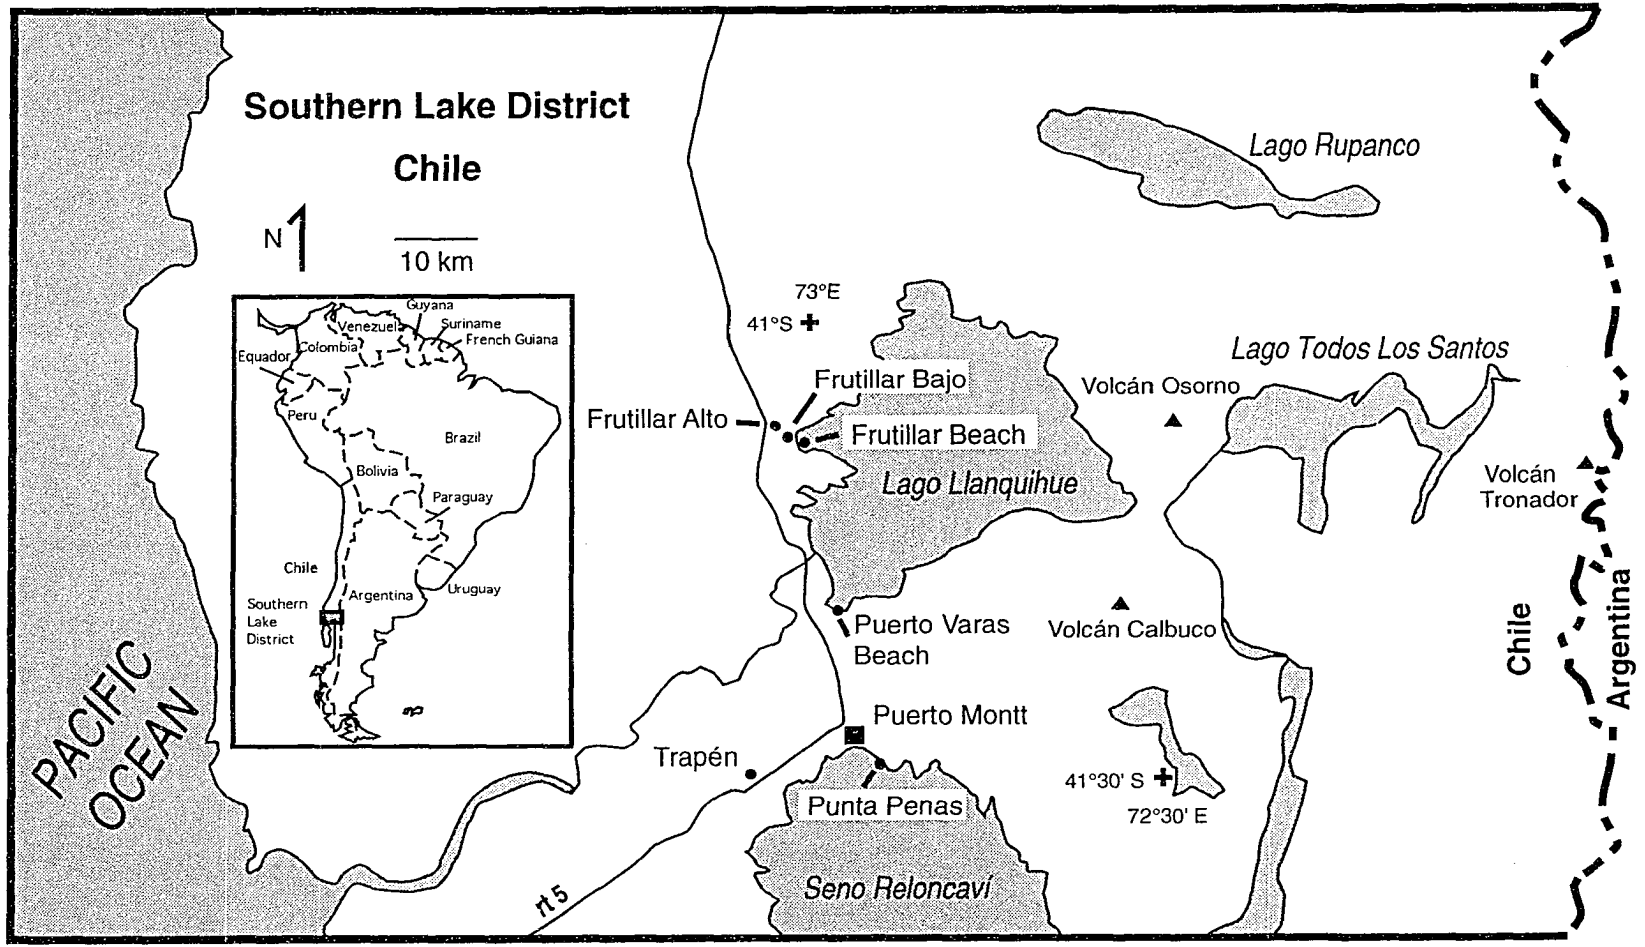 Southern Lake District
Chile
N
10 km
Lago Rupanco
73°E
41°S
Guyana
Venezuela
Suriname
French Guiana
Colombia
Equador
Peru
Brazil
Bolivia
Paraguay
Chile
Argentina
Uruguay
Southern
Lake
District
Lago Todos Los Santos
Frutillar Bajo
Volcán Osorno
Frutillar Alto
Frutillar Beach
Lago Llanquihue
Volcán
Tronador
Puerto Varas
Beach
Volcán Calbuco
Chile
Argentina
PACIFIC
OCEAN
Puerto Montt
Trapén
41°30' S
72°30' E
Punta Penas
Seno Reloncaví
rt 5